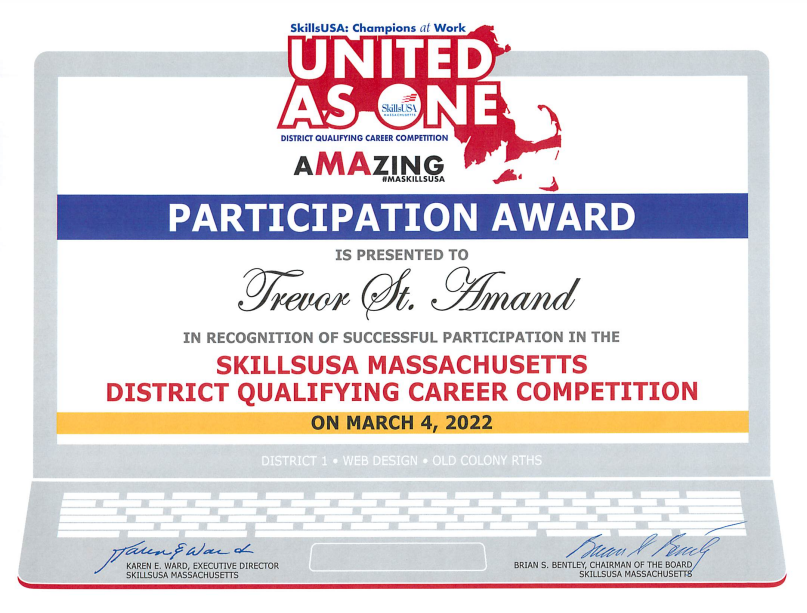 SkillsUSA: Champions at Work
UNITED
AS ONE
SkillsUSA
MASSACHUSETTS
DISTRICT QUALIFYING CAREER COMPETITION
AMAZING
#MASKILLSUSA
PARTICIPATION AWARD
IS PRESENTED TO
Trevor St. Amand
IN RECOGNITION OF SUCCESSFUL PARTICIPATION IN THE
SKILLSUSA MASSACHUSETTS
DISTRICT QUALIFYING CAREER COMPETITION
ON MARCH 4, 2022
DISTRICT 1 • WEB DESIGN • OLD COLONY RTHS
Karen E Ward
KAREN E. WARD, EXECUTIVE DIRECTOR
SKILLSUSA MASSACHUSETTS
Brian S Bently
BRIAN S. BENTLEY, CHAIRMAN OF THE BOARD
SKILLSUSA MASSACHUSETTS